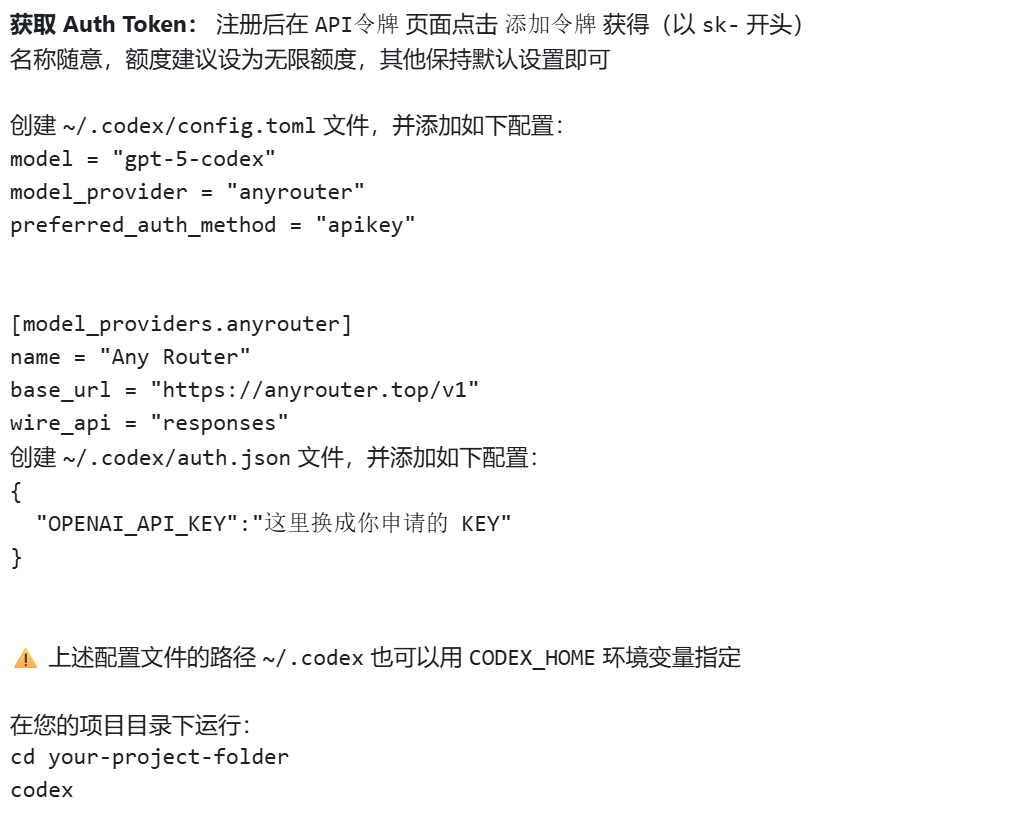 获取 Auth Token： 注册后在 API令牌 页面点击 添加令牌 获得（以 sk- 开头）
名称随意，额度建议设为无限额度，其他保持默认设置即可
创建 ~/.codex/config.toml 文件，并添加如下配置：
model = "gpt-5-codex"
model_provider = "anyrouter"
preferred_auth_method = "apikey"
[model_providers.anyrouter]
name = "Any Router"
base_url = "https://anyrouter.top/v1"
wire_api = "responses"
创建 ~/.codex/auth.json 文件，并添加如下配置：
{
  "OPENAI_API_KEY":"这里换成你申请的 KEY"
}
⚠️ 上述配置文件的路径 ~/.codex 也可以用 CODEX_HOME 环境变量指定
在您的项目目录下运行：
cd your-project-folder
codex